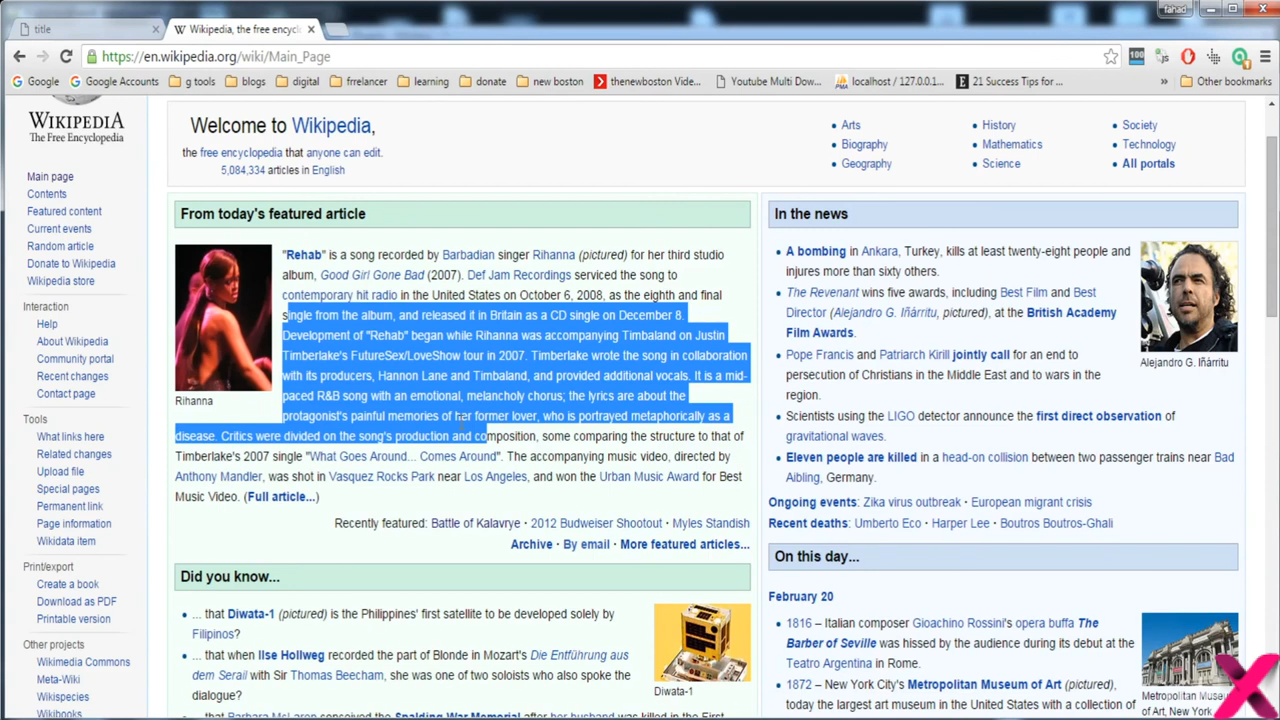 fahad
title
Wikipedia, the free encycl
https://en.wikipedia.org/wiki/Main_Page
100
Google
Google Accounts
g tools
blogs
digital
frrelancer
learning
donate
new boston
thenewboston Vide...
Youtube Multi Dow...
localhost / 127.0.0.1...
21 Success Tips for ...
Other bookmarks
WIKIPEDIA
The Free Encyclopedia
Main page
Contents
Featured content
Current events
Random article
Donate to Wikipedia
Wikipedia store
Interaction
Help
About Wikipedia
Community portal
Recent changes
Contact page
Tools
What links here
Related changes
Upload file
Special pages
Permanent link
Page information
Wikidata item
Print/export
Create a book
Download as PDF
Printable version
Other projects
Wikimedia Commons
Meta-Wiki
Wikispecies
Wikibooks
Welcome to Wikipedia,
the free encyclopedia that anyone can edit.
5,084,334 articles in English
Arts
Biography
Geography
History
Mathematics
Science
Society
Technology
All portals
From today's featured article
"Rehab" is a song recorded by Barbadian singer Rihanna (pictured) for her third studio
album, Good Girl Gone Bad (2007). Def Jam Recordings serviced the song to
contemporary hit radio in the United States on October 6, 2008, as the eighth and final
single from the album, and released it in Britain as a CD single on December 8.
Development of "Rehab" began while Rihanna was accompanying Timbaland on Justin
Timberlake's FutureSex/LoveShow tour in 2007. Timberlake wrote the song in collaboration
with its producers, Hannon Lane and Timbaland, and provided additional vocals. It is a mid-
paced R&B song with an emotional, melancholy chorus; the lyrics are about the
protagonist's painful memories of her former lover, who is portrayed metaphorically as a
disease. Critics were divided on the song's production and composition, some comparing the structure to that of
Timberlake's 2007 single "What Goes Around... Comes Around". The accompanying music video, directed by
Anthony Mandler, was shot in Vasquez Rocks Park near Los Angeles, and won the Urban Music Award for Best
Music Video. (Full article...)
Rihanna
Recently featured: Battle of Kalavrye · 2012 Budweiser Shootout · Myles Standish
Archive · By email · More featured articles...
Did you know...
... that Diwata-1 (pictured) is the Philippines' first satellite to be developed solely by
Filipinos?
... that when Ilse Hollweg recorded the part of Blonde in Mozart's Die Entführung aus
dem Serail with Sir Thomas Beecham, she was one of two soloists who also spoke the
dialogue?
... that Barbara McLaren conceived the Spalding War Memorial after her husband was killed in the First
Diwata-1
In the news
A bombing in Ankara, Turkey, kills at least twenty-eight people and
injures more than sixty others.
The Revenant wins five awards, including Best Film and Best
Director (Alejandro G. Iñárritu, pictured), at the British Academy
Film Awards.
Pope Francis and Patriarch Kirill jointly call for an end to
persecution of Christians in the Middle East and to wars in the
region.
Scientists using the LIGO detector announce the first direct observation of
gravitational waves.
Eleven people are killed in a head-on collision between two passenger trains near Bad
Aibling, Germany.
Alejandro G. Iñárritu
Ongoing events: Zika virus outbreak · European migrant crisis
Recent deaths: Umberto Eco · Harper Lee · Boutros Boutros-Ghali
On this day...
February 20
1816 – Italian composer Gioachino Rossini's opera buffa The
Barber of Seville was hissed by the audience during its debut at the
Teatro Argentina in Rome.
1872 – New York City's Metropolitan Museum of Art (pictured),
today the largest art museum in the United States with a collection of
Metropolitan Museu
of Art